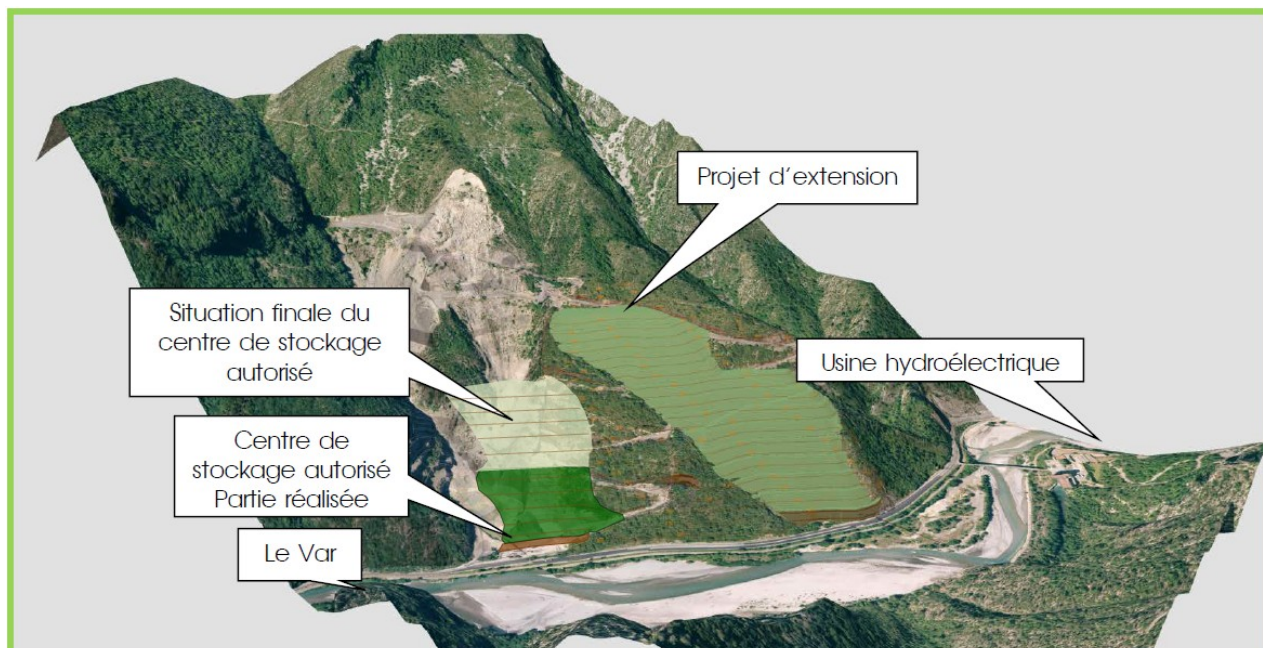 Projet d'extension
Situation finale du
centre de stockage
autorisé
Usine hydroélectrique
Centre de
stockage autorisé
Partie réalisée
Le Var